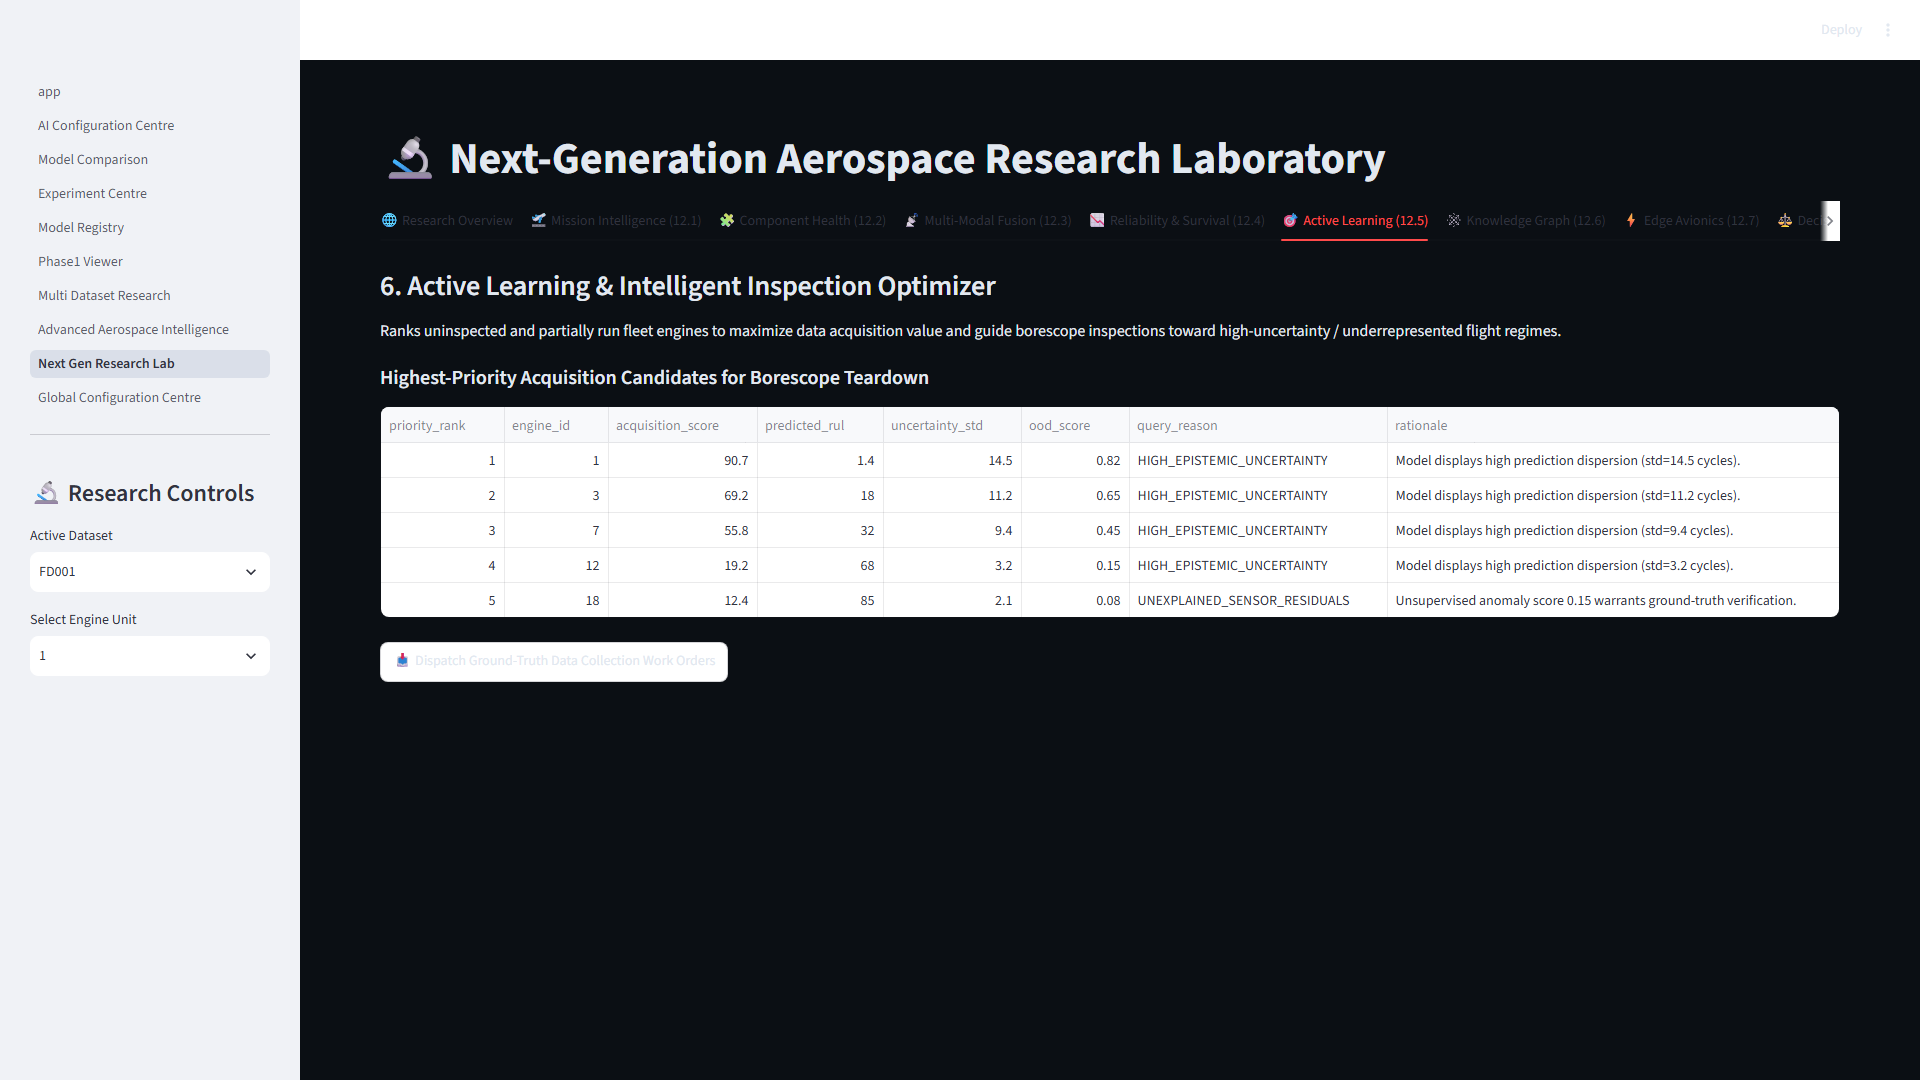 Deploy
app
AI Configuration Centre
Model Comparison
Experiment Centre
Model Registry
Phase1 Viewer
Multi Dataset Research
Advanced Aerospace Intelligence
Next Gen Research Lab
Global Configuration Centre
Research Controls
Active Dataset
FD001
Select Engine Unit
1
Next-Generation Aerospace Research Laboratory
Research Overview Mission Intelligence (12.1) Component Health (12.2) Multi-Modal Fusion (12.3) Reliability & Survival (12.4) Active Learning (12.5) Knowledge Graph (12.6) Edge Avionics (12.7)
6. Active Learning & Intelligent Inspection Optimizer
Ranks uninspected and partially run fleet engines to maximize data acquisition value and guide borescope inspections toward high-uncertainty / underrepresented flight regimes.
Highest-Priority Acquisition Candidates for Borescope Teardown
priority_rank engine_id acquisition_score predicted_rul uncertainty_std ood_score query_reason rationale
1 1 90.7 1.4 14.5 0.82 HIGH_EPISTEMIC_UNCERTAINTY Model displays high prediction dispersion (std=14.5 cycles).
2 3 69.2 18 11.2 0.65 HIGH_EPISTEMIC_UNCERTAINTY Model displays high prediction dispersion (std=11.2 cycles).
3 7 55.8 32 9.4 0.45 HIGH_EPISTEMIC_UNCERTAINTY Model displays high prediction dispersion (std=9.4 cycles).
4 12 19.2 68 3.2 0.15 HIGH_EPISTEMIC_UNCERTAINTY Model displays high prediction dispersion (std=3.2 cycles).
5 18 12.4 85 2.1 0.08 UNEXPLAINED_SENSOR_RESIDUALS Unsupervised anomaly score 0.15 warrants ground-truth verification.
Dispatch Ground-Truth Data Collection Work Orders